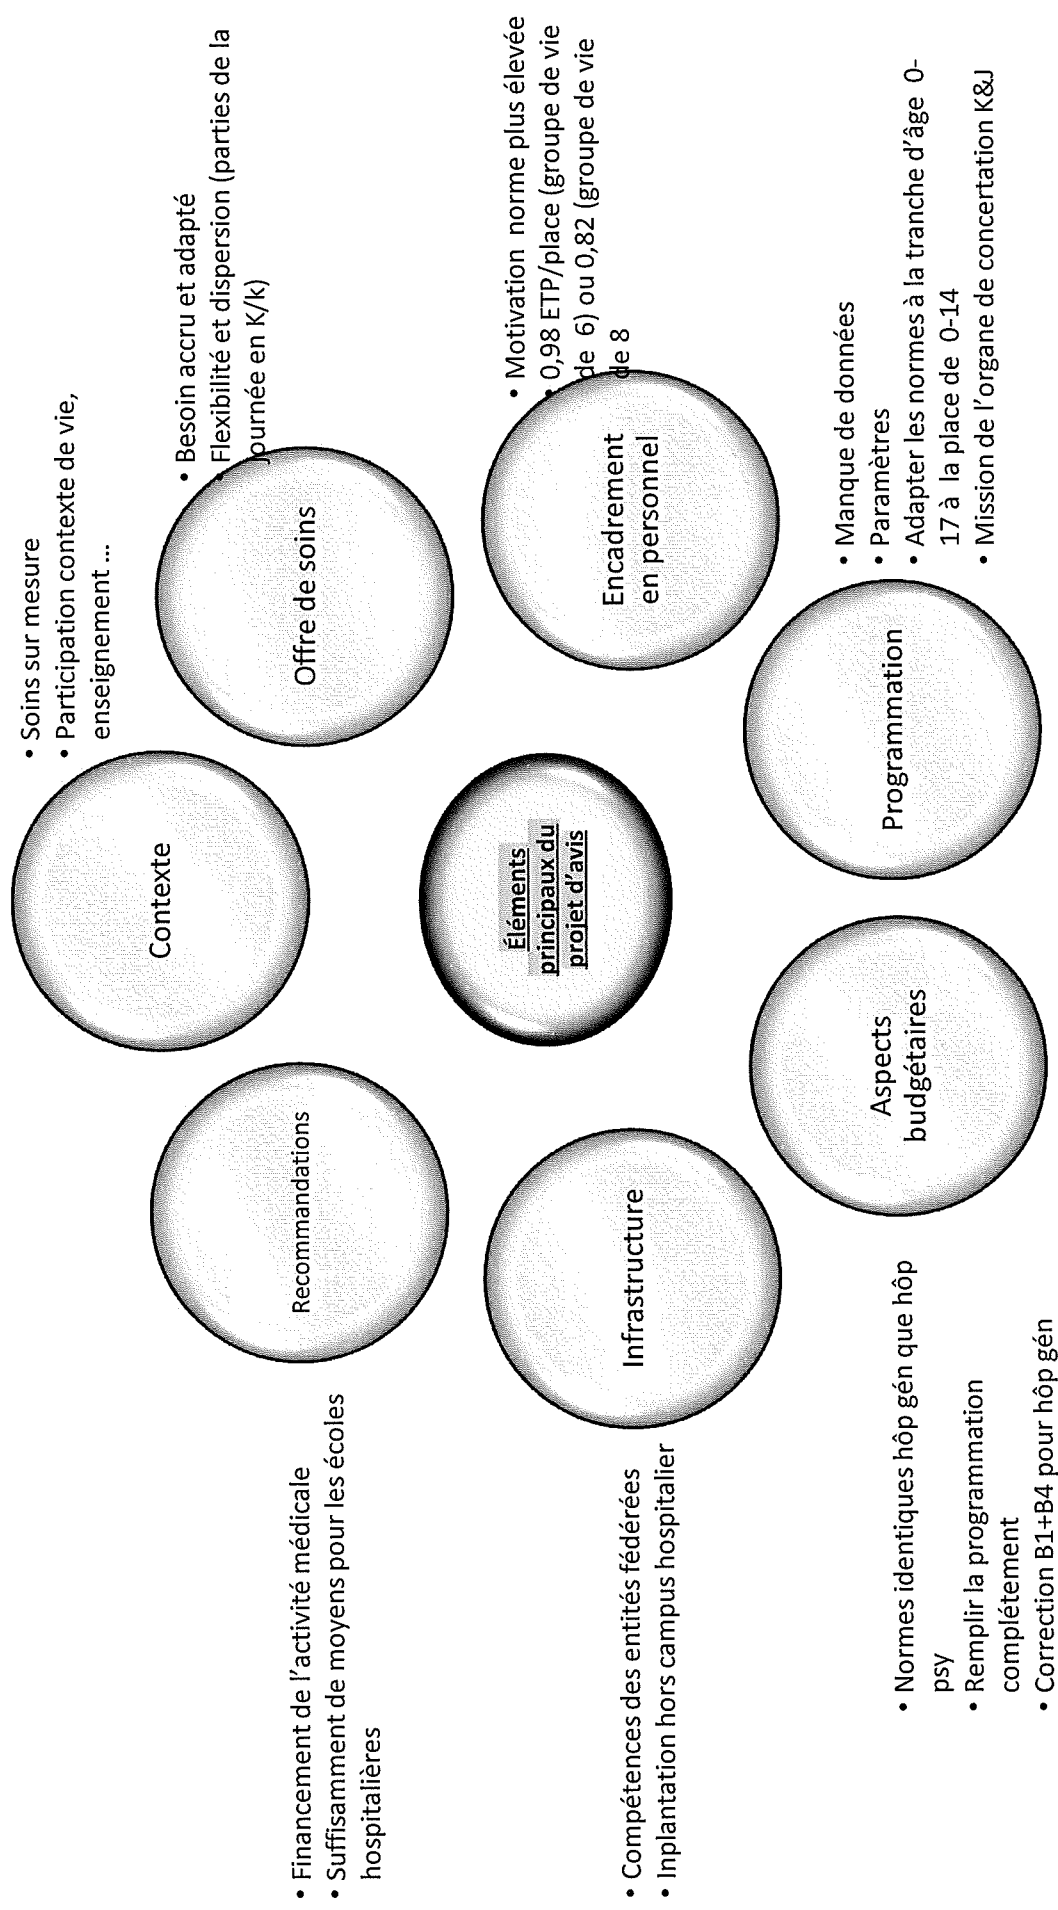 Éléments
principaux du
projet d'avis
Contexte
• Soins sur mesure
• Participation contexte de vie,
enseignement ...
Offre de soins
• Besoin accru et adapté
• Flexibilité et dispersion (parties de la
journée en K/k)
Encadrement
en personnel
• Motivation norme plus élevée
• 0,98 ETP/place (groupe de vie
de 6) ou 0,82 (groupe de vie
de 8
Programmation
• Manque de données
• Paramètres
• Adapter les normes à la tranche d'âge 0-
17 à la place de 0-14
• Mission de l'organe de concertation K&J
Aspects
budgétaires
• Normes identiques hôp gén que hôp
psy
• Remplir la programmation
complétement
• Correction B1+B4 pour hôp gén
Infrastructure
• Compétences des entités fédérées
• Inplantation hors campus hospitalier
Recommandations
• Financement de l'activité médicale
• Suffisamment de moyens pour les écoles
hospitalières